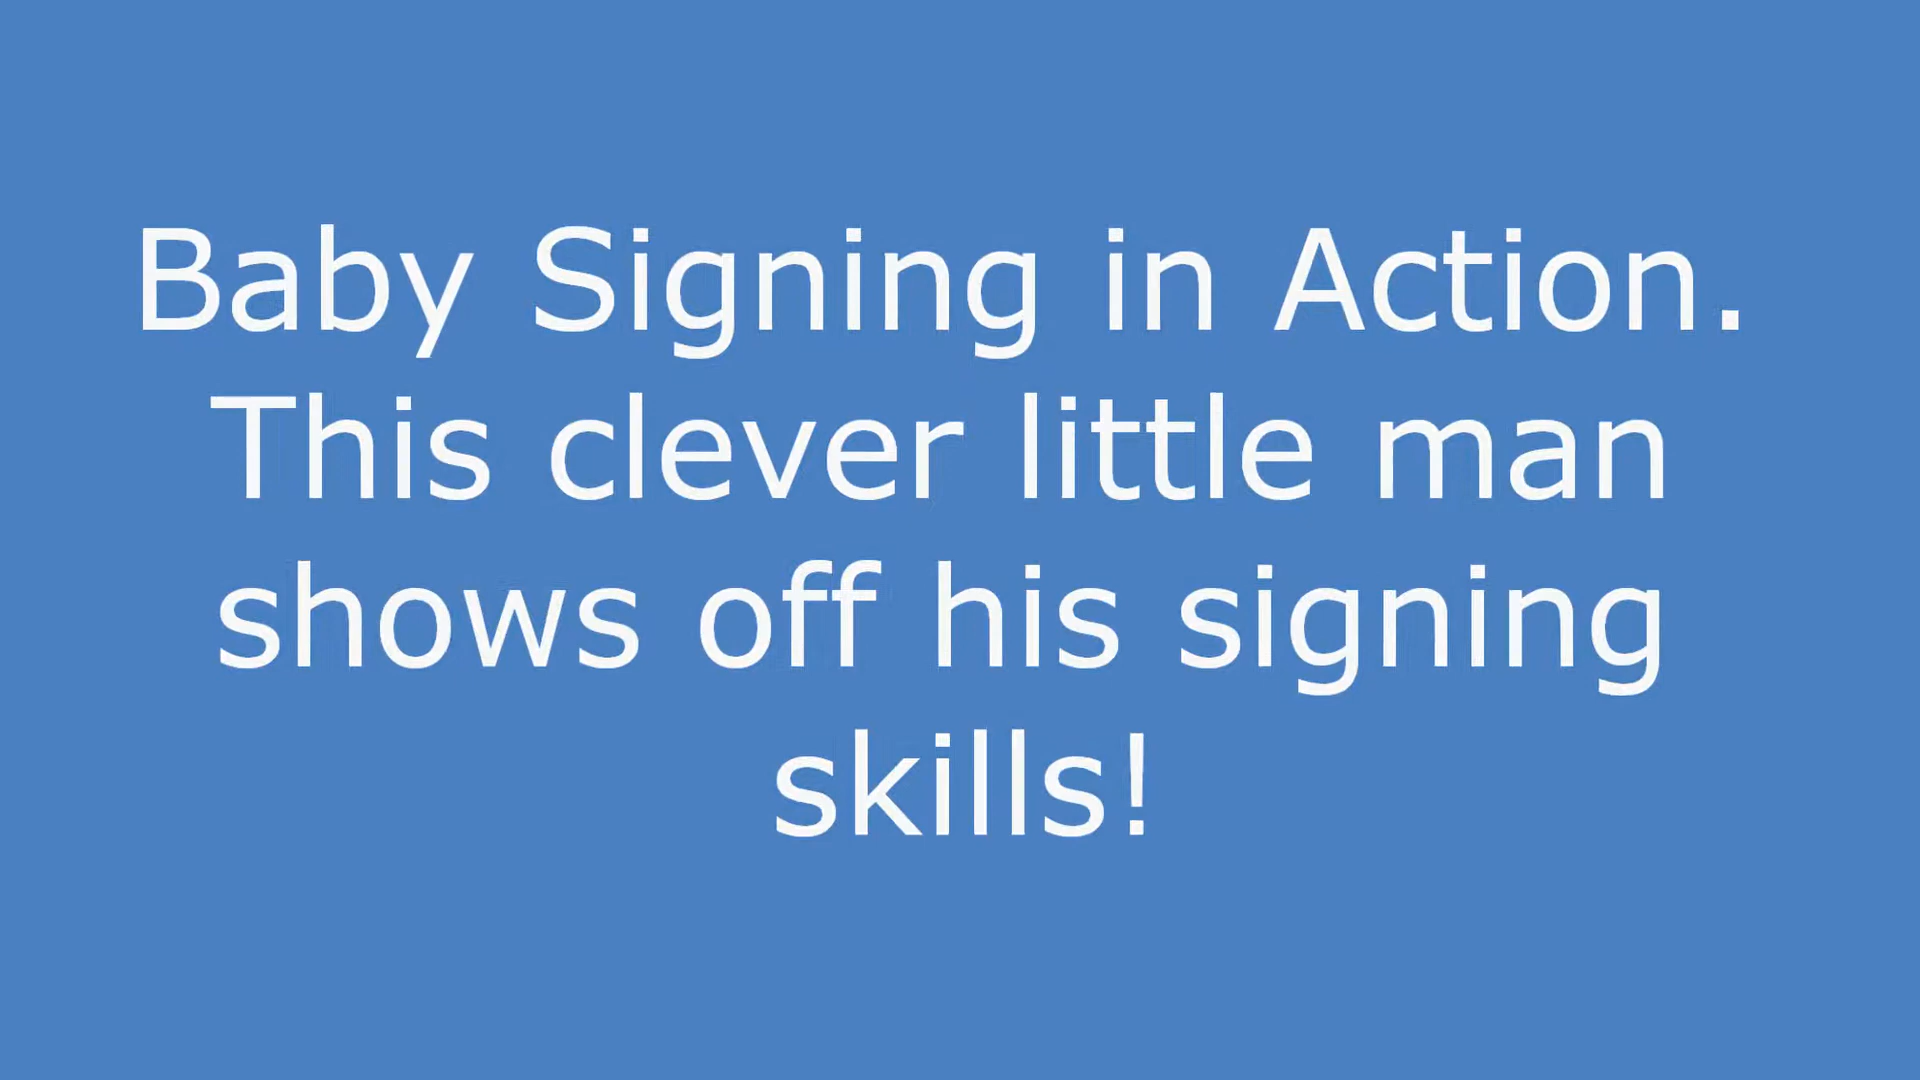 Baby Signing in Action.
This clever little man
shows off his signing
skills!